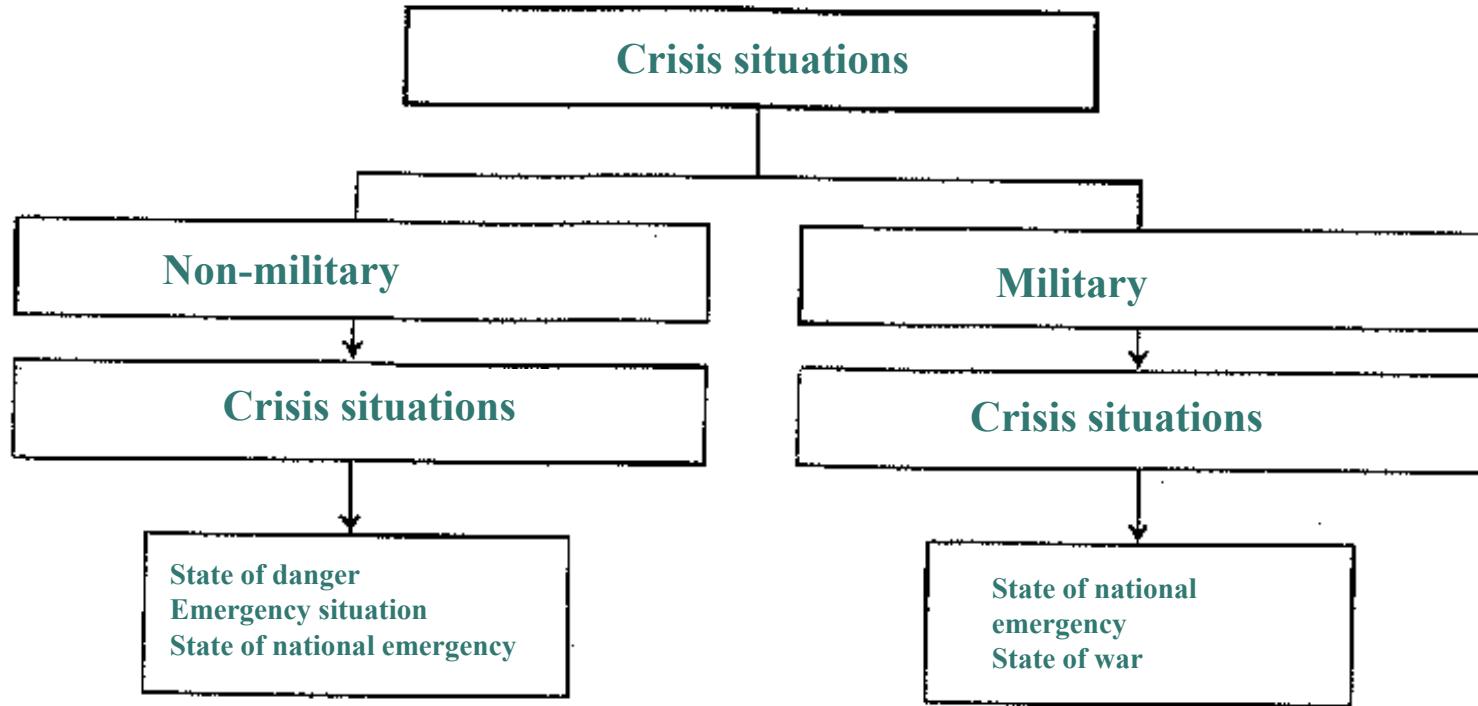 Crisis situations
Non-military
Military
Crisis situations
Crisis situations
State of danger
Emergency situation
State of national emergency
State of national
emergency
State of war